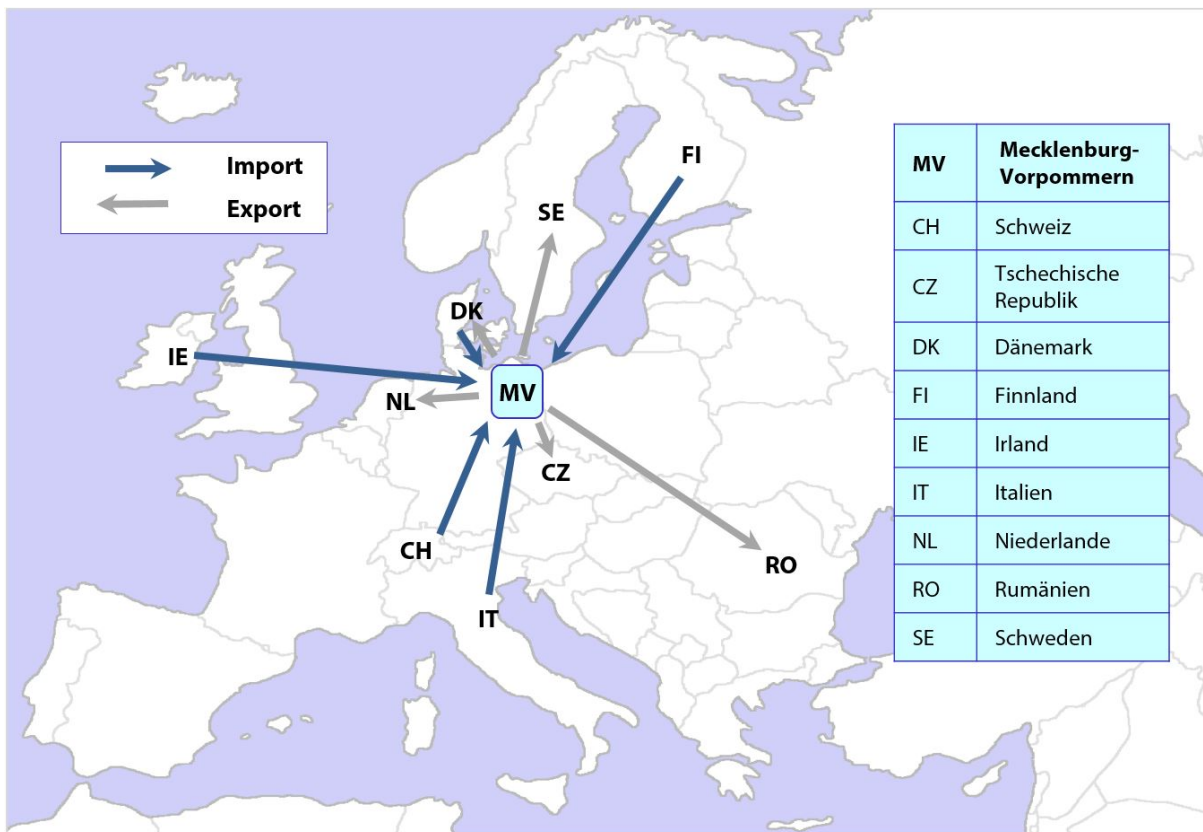 Import
Export
FI
SE
DK
IE
MV
NL
CZ
CH
RO
IT
MV Mecklenburg-
Vorpommern
CH Schweiz
CZ Tschechische
Republik
DK Dänemark
FI Finnland
IE Irland
IT Italien
NL Niederlande
RO Rumänien
SE Schweden